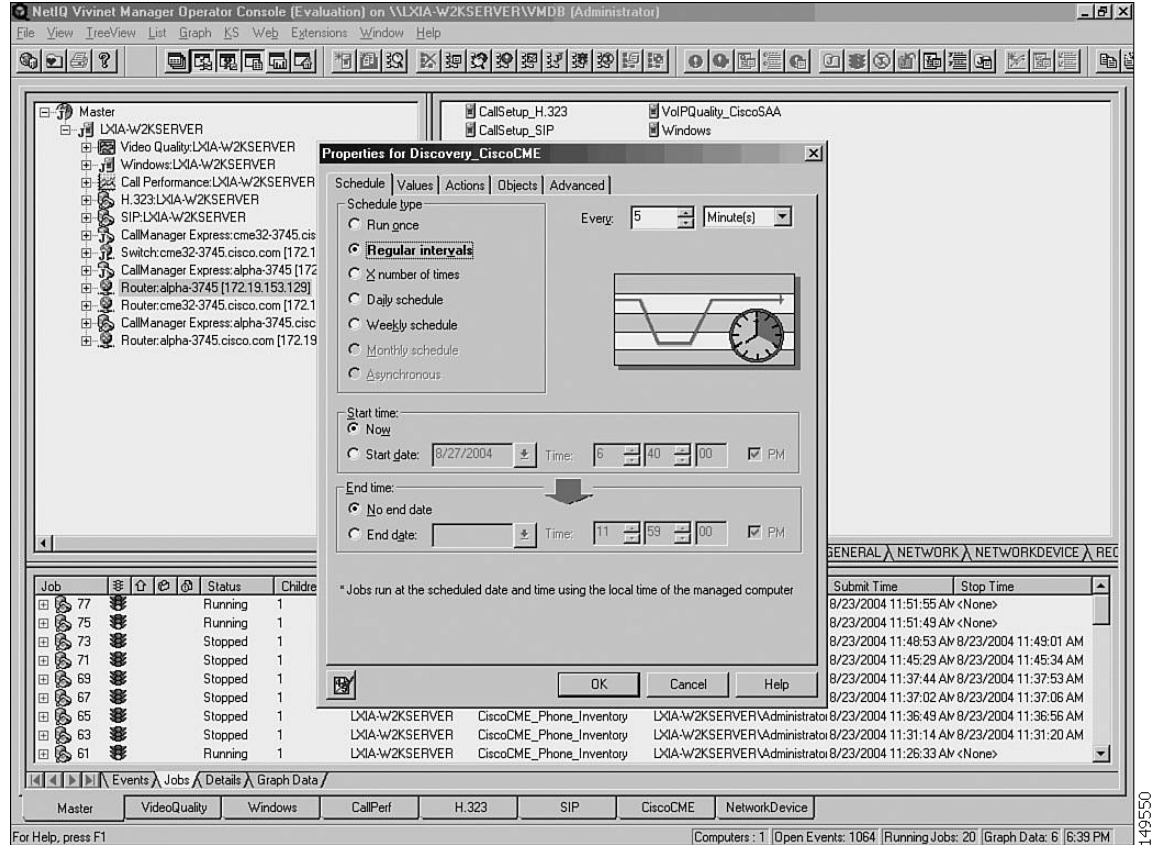 NetIQ Vivinet Manager Operator Console (Evaluation) on \\LXIA-W2KSERVER\VMDB (Administrator)
File View TreeView List Graph KS Web Extensions Window Help
Master
LXIA-W2KSERVER
Video Quality:LXIA-W2KSERVER
Windows:LXIA-W2KSERVER
Call Performance:LXIA-W2KSERVER
H.323:LXIA-W2KSERVER
SIP:LXIA-W2KSERVER
CallManager Express:cme32-3745.cis
Switch:cme32-3745.cisco.com [172.1
CallManager Express:alpha-3745 [172
Router:alpha-3745 [172.19.153.129]
Router:cme32-3745.cisco.com [172.1
CallManager Express:alpha-3745.cisc
Router:alpha-3745.cisco.com [172.19
CallSetup_H.323 VoIPQuality_CiscoSAA
CallSetup_SIP Windows
Properties for Discovery_CiscoCME
Schedule Values Actions Objects Advanced
Schedule type
Run once
Regular intervals
X number of times
Daily schedule
Weekly schedule
Monthly schedule
Asynchronous
Every: 5 Minute(s)
Start time:
Now
Start date: 8/27/2004 Time: 6 40 00 PM
End time:
No end date
End date: Time: 11 59 00 PM
* Jobs run at the scheduled date and time using the local time of the managed computer
OK Cancel Help
GENERAL NETWORK NETWORKDEVICE REC
Job Status Childre Submit Time Stop Time
77 Running 1 8/23/2004 11:51:55 AM <None>
75 Running 1 8/23/2004 11:51:49 AM <None>
73 Stopped 1 8/23/2004 11:48:53 AM 8/23/2004 11:49:01 AM
71 Stopped 1 8/23/2004 11:45:29 AM 8/23/2004 11:45:34 AM
69 Stopped 1 8/23/2004 11:37:44 AM 8/23/2004 11:37:53 AM
67 Stopped 1 8/23/2004 11:37:02 AM 8/23/2004 11:37:06 AM
65 Stopped 1 LXIA-W2KSERVER CiscoCME_Phone_Inventory LXIA-W2KSERVER\Administrator 8/23/2004 11:36:49 AM 8/23/2004 11:36:56 AM
63 Stopped 1 LXIA-W2KSERVER CiscoCME_Phone_Inventory LXIA-W2KSERVER\Administrator 8/23/2004 11:31:14 AM 8/23/2004 11:31:20 AM
61 Running 1 LXIA-W2KSERVER CiscoCME_Phone_Inventory LXIA-W2KSERVER\Administrator 8/23/2004 11:26:33 AM <None>
Events Jobs Details Graph Data
Master VideoQuality Windows CallPerf H.323 SIP CiscoCME NetworkDevice
For Help, press F1
Computers : 1 Open Events: 1064 Running Jobs: 20 Graph Data: 6 6:39 PM
149550